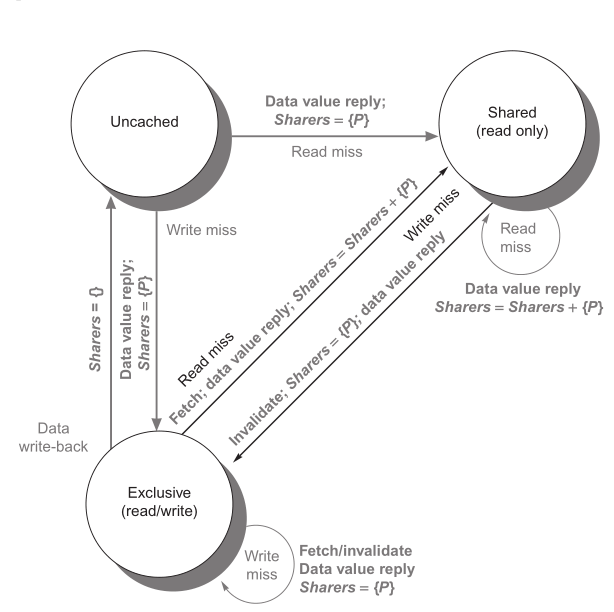 Uncached
Data value reply;
Sharers = {P}
Read miss
Shared
(read only)
Write miss
Read
miss
Data value reply
Sharers = Sharers + {P}
Sharers = {}
Data value reply;
Sharers = {P}
Read miss
Fetch; data value reply; Sharers = Sharers + {P}
Write miss
Invalidate; Sharers = {P}; data value reply
Data
write-back
Exclusive
(read/write)
Write
miss
Fetch/invalidate
Data value reply
Sharers = {P}